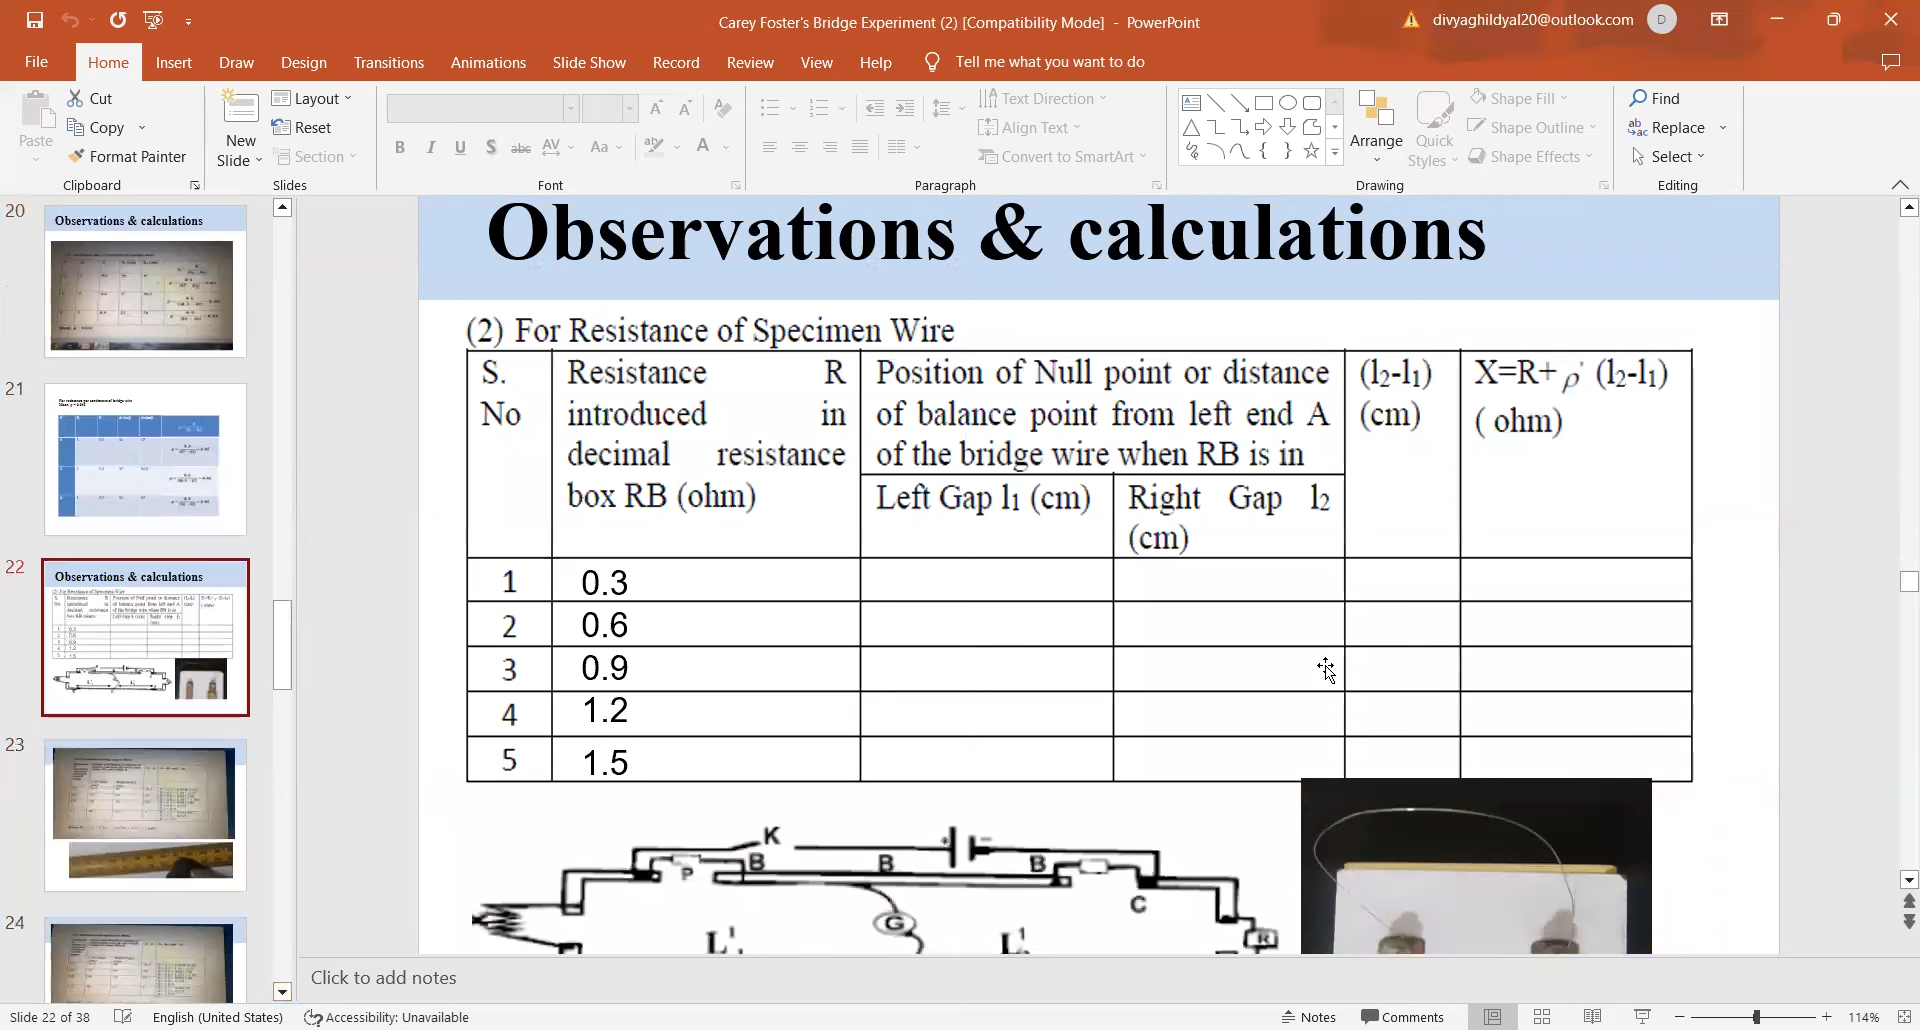 Carey Foster's Bridge Experiment (2) [Compatibility Mode] - PowerPoint
divyaghildyal20@outlook.com
D
File Home Insert Draw Design Transitions Animations Slide Show Record Review View Help Tell me what you want to do
Paste
Cut
Copy
Format Painter
Clipboard
New Slide
Layout
Reset
Section
Slides
B I U S abc AV Aa A
Font
Text Direction
Align Text
Convert to SmartArt
Paragraph
Arrange
Quick Styles
Shape Fill
Shape Outline
Shape Effects
Drawing
Find
Replace
Select
Editing
20
Observations & calculations
21
22
Observations & calculations
23
24
Observations & calculations
(2) For Resistance of Specimen Wire
S. No
Resistance R introduced in decimal resistance box RB (ohm)
Position of Null point or distance of balance point from left end A of the bridge wire when RB is in
Left Gap l₁ (cm)
Right Gap l₂ (cm)
(l₂-l₁) (cm)
X=R+ ρ' (l₂-l₁) ( ohm)
1 0.3
2 0.6
3 0.9
4 1.2
5 1.5
K
+ -
P B B B
C
G
R
L'₁ L'₂
Click to add notes
Slide 22 of 38 English (United States) Accessibility: Unavailable Notes Comments 114%